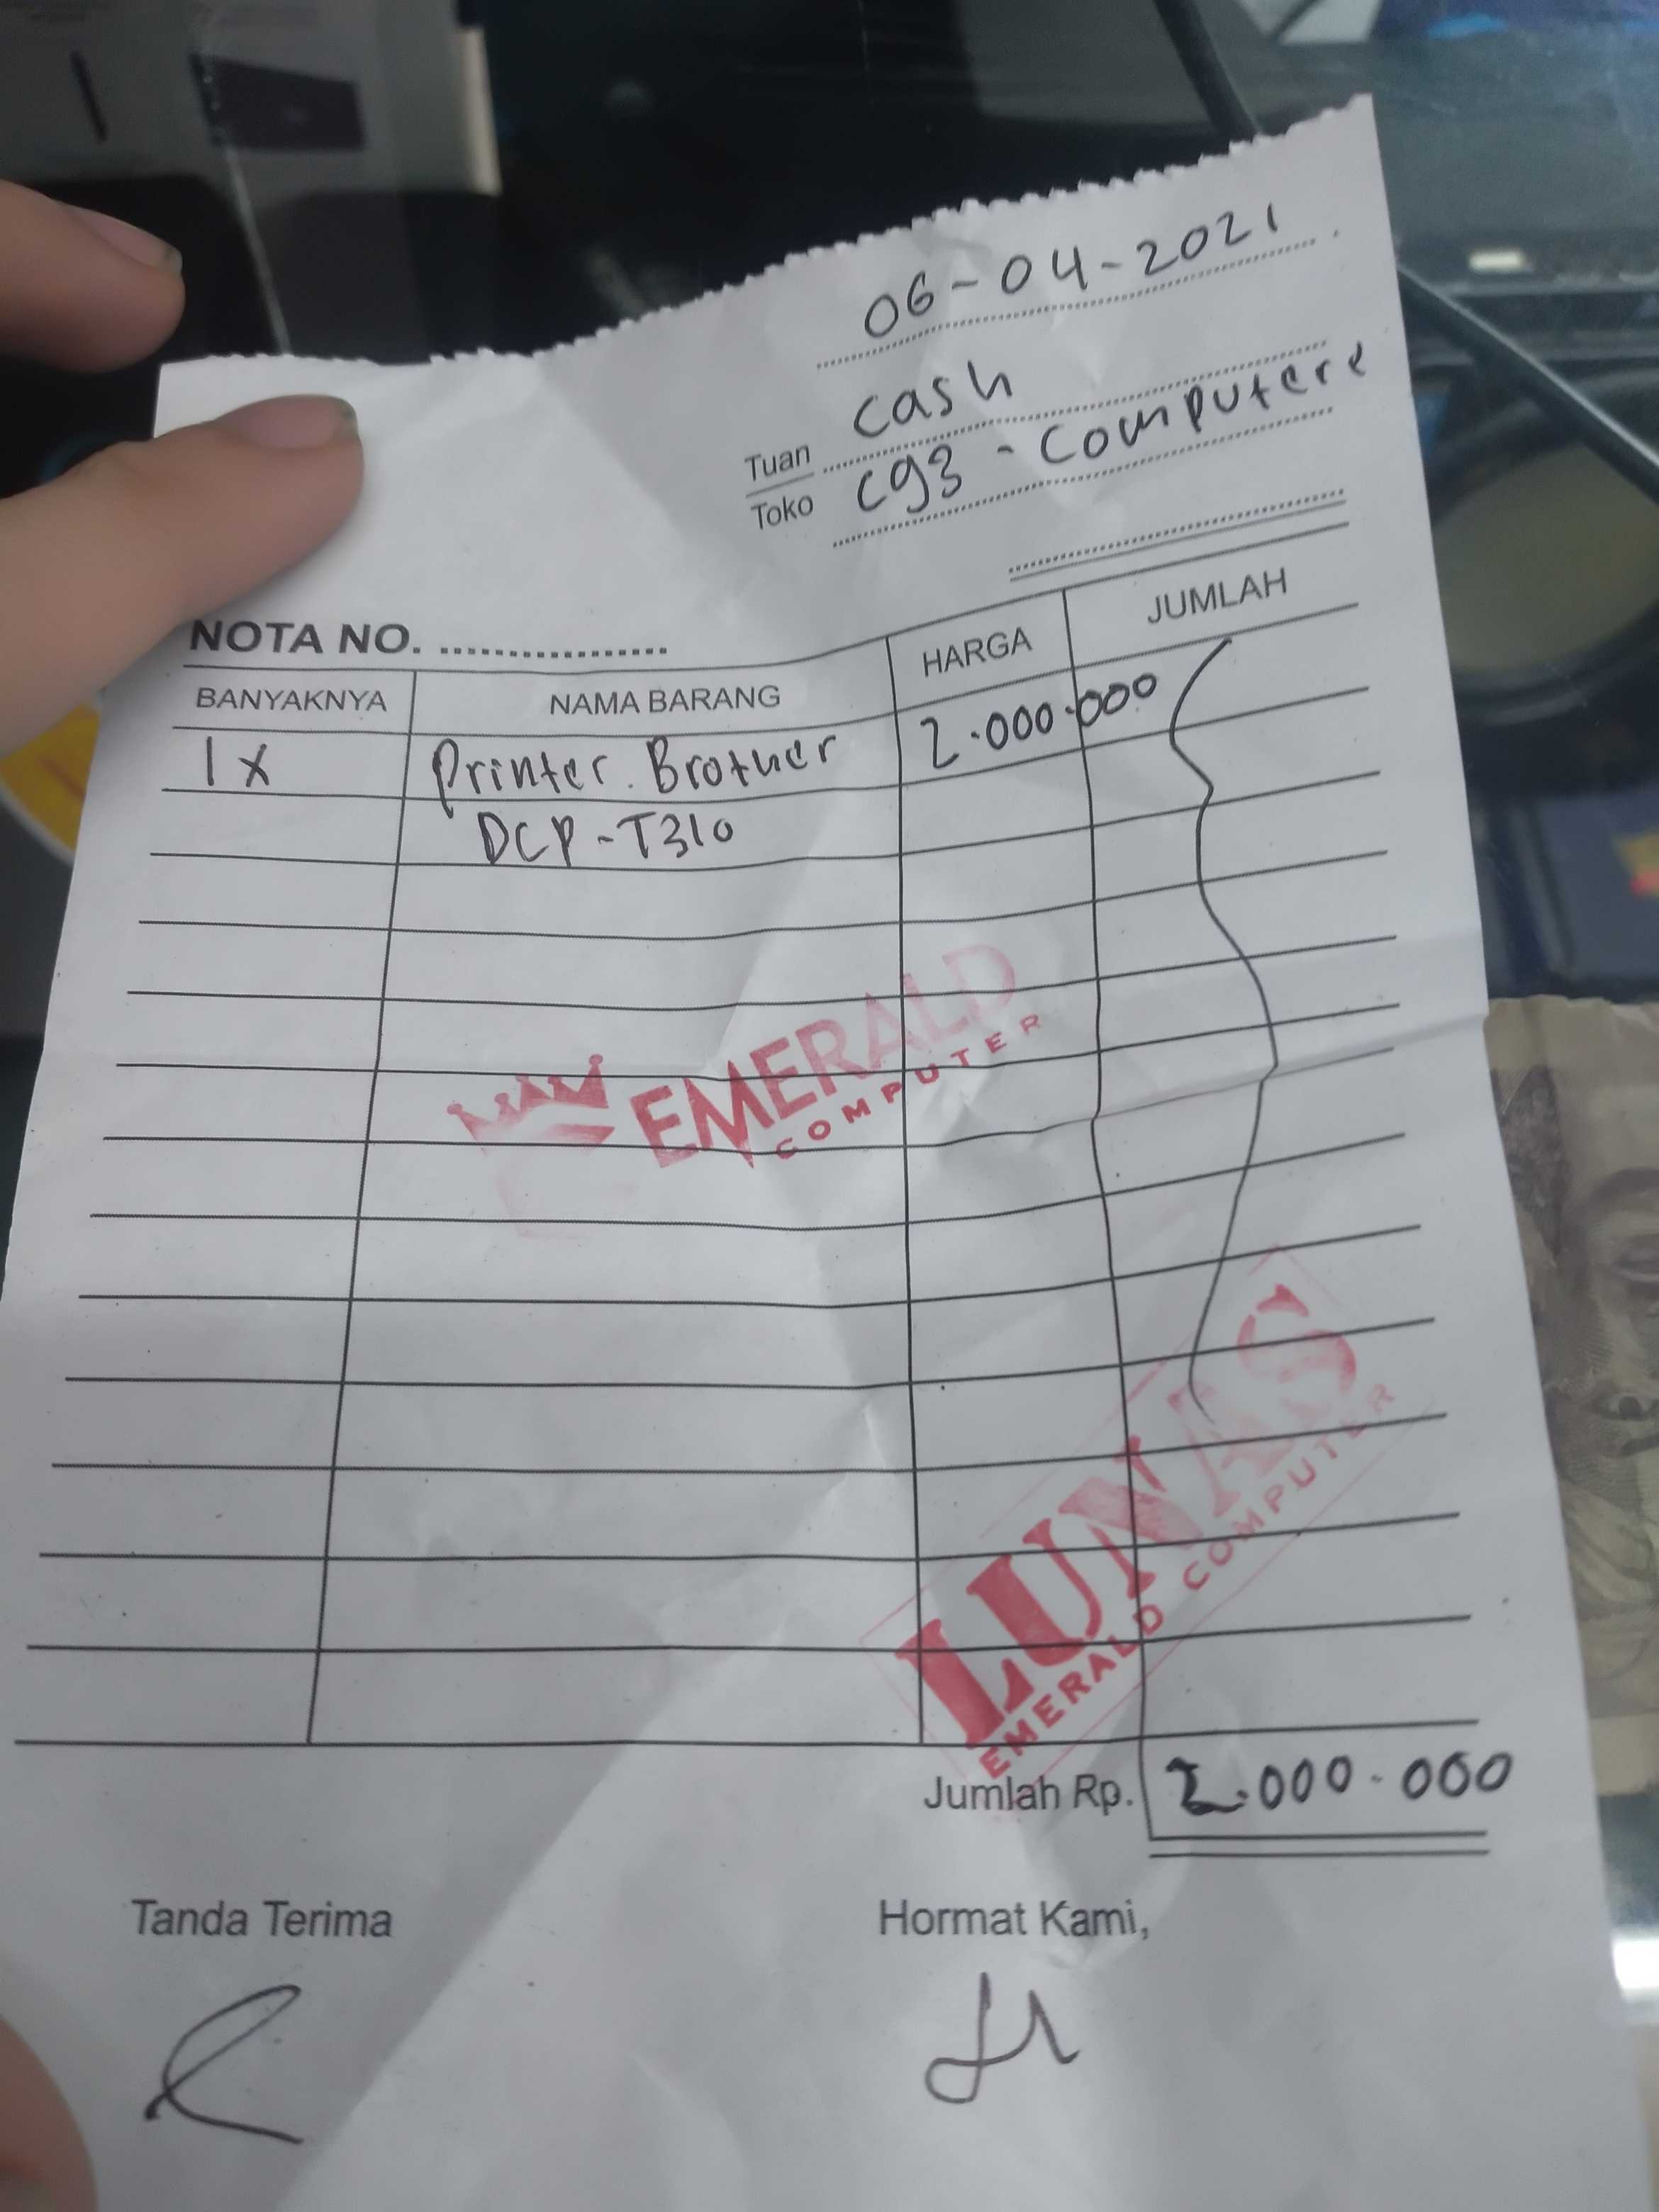 06-04-2021
Tuan cash
Toko cg3 - Computere
NOTA NO.
BANYAKNYA NAMA BARANG HARGA JUMLAH
1x Printer. Brother 2.000.000
DCP-T310
EMERALD
COMPUTER
LUNAS
EMERALD COMPUTER
Jumlah Rp. 2.000.000
Tanda Terima Hormat Kami,